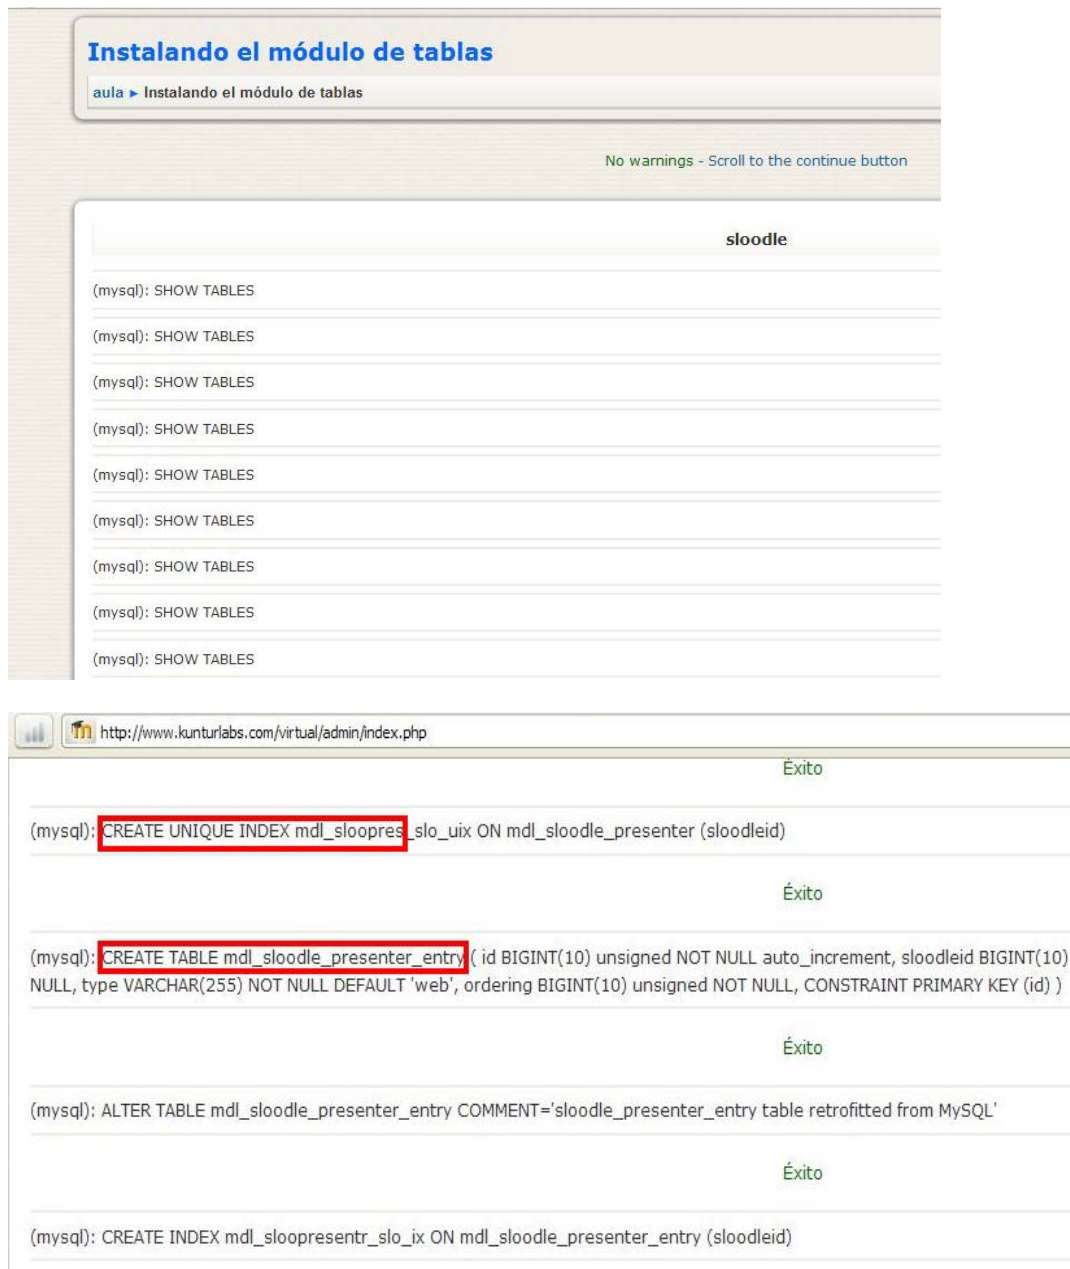 Instalando el módulo de tablas
aula ► Instalando el módulo de tablas
No warnings - Scroll to the continue button
sloodle
(mysql): SHOW TABLES
(mysql): SHOW TABLES
(mysql): SHOW TABLES
(mysql): SHOW TABLES
(mysql): SHOW TABLES
(mysql): SHOW TABLES
(mysql): SHOW TABLES
(mysql): SHOW TABLES
(mysql): SHOW TABLES
http://www.kunturlabs.com/virtual/admin/index.php
Éxito
(mysql): CREATE UNIQUE INDEX mdl_sloopres_slo_uix ON mdl_sloodle_presenter (sloodleid)
Éxito
(mysql): CREATE TABLE mdl_sloodle_presenter_entry ( id BIGINT(10) unsigned NOT NULL auto_increment, sloodleid BIGINT(10)
NULL, type VARCHAR(255) NOT NULL DEFAULT 'web', ordering BIGINT(10) unsigned NOT NULL, CONSTRAINT PRIMARY KEY (id) )
Éxito
(mysql): ALTER TABLE mdl_sloodle_presenter_entry COMMENT='sloodle_presenter_entry table retrofitted from MySQL'
Éxito
(mysql): CREATE INDEX mdl_sloopresentr_slo_ix ON mdl_sloodle_presenter_entry (sloodleid)